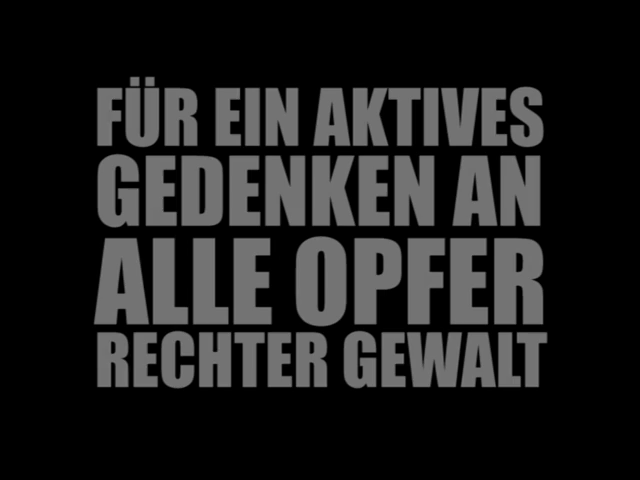 FÜR EIN AKTIVES
GEDENKEN AN
ALLE OPFER
RECHTER GEWALT